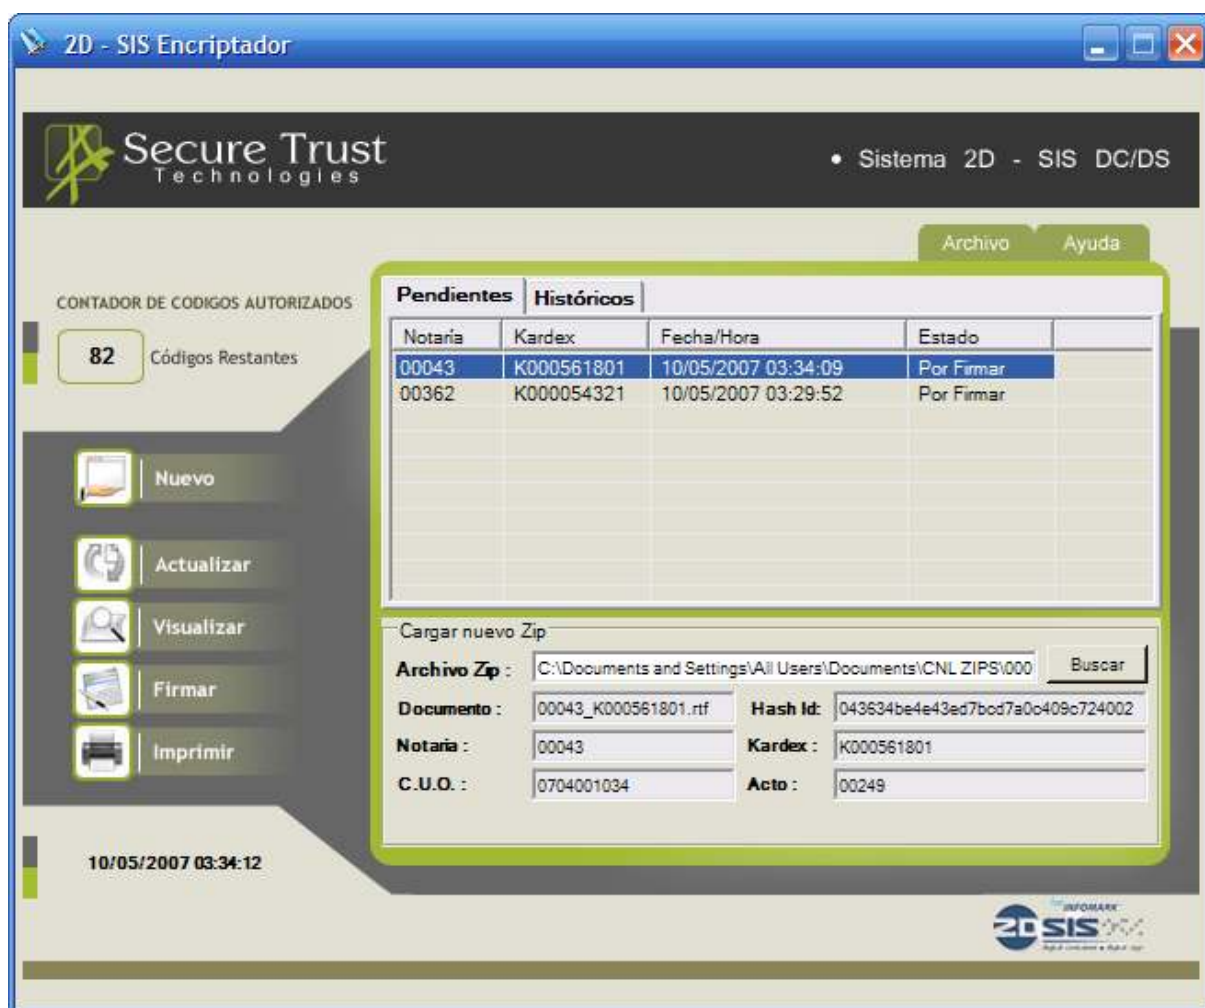 2D - SIS Encriptador
Secure Trust
Technologies
• Sistema 2D - SIS DC/DS
Archivo Ayuda
CONTADOR DE CODIGOS AUTORIZADOS
82 Códigos Restantes
Pendientes Históricos
Notaría Kardex Fecha/Hora Estado
00043 K000561801 10/05/2007 03:34:09 Por Firmar
00362 K000054321 10/05/2007 03:29:52 Por Firmar
Nuevo
Actualizar
Visualizar
Firmar
Imprimir
Cargar nuevo Zip
Archivo Zip : C:\Documents and Settings\All Users\Documents\CNL ZIPS\000 Buscar
Documento : 00043_K000561801.rtf Hash Id: 043634be4e43ed7bcd7a0c409c724002
Notaria : 00043 Kardex : K000561801
C.U.O. : 0704001034 Acto : 00249
10/05/2007 03:34:12
INFOMARK
2D SIS